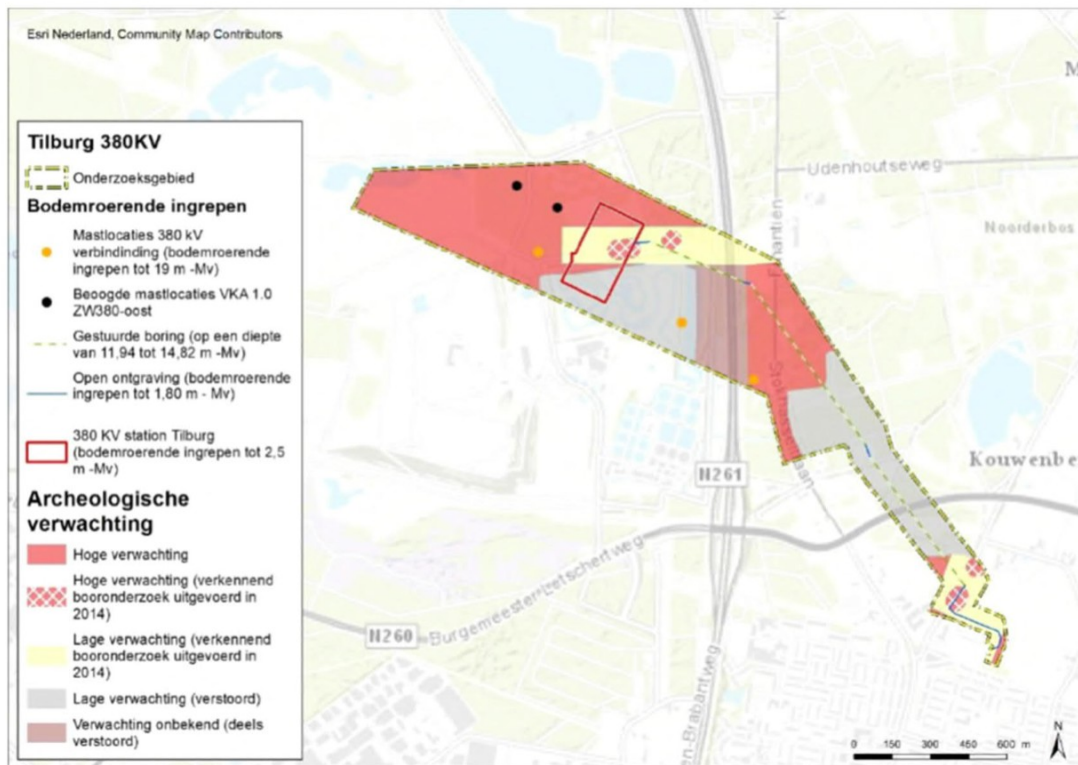 Esri Nederland, Community Map Contributors
Tilburg 380KV
Onderzoeksgebied
Bodemroerende ingrepen
Mastlocaties 380 kV
verbindinding (bodemroerende
ingrepen tot 19 m -Mv)
Beoogde mastlocaties VKA 1.0
ZW380-oost
Gestuurde boring (op een diepte
van 11,94 tot 14,82 m -Mv)
Open ontgraving (bodemroerende
ingrepen tot 1,80 m - Mv)
380 KV station Tilburg
(bodemroerende ingrepen tot 2,5
m -Mv)
Archeologische
verwachting
Hoge verwachting
Hoge verwachting (verkennend
booronderzoek uitgevoerd in
2014)
Lage verwachting (verkennend
booronderzoek uitgevoerd in
2014)
Lage verwachting (verstoord)
Verwachting onbekend (deels
verstoord)
M
Udenhoutseweg
Noorderbos
Kouwenbe
N261
N260
Burgemeester Letschertweg
en-Brabantweg
0 150 300 450 600 m
N